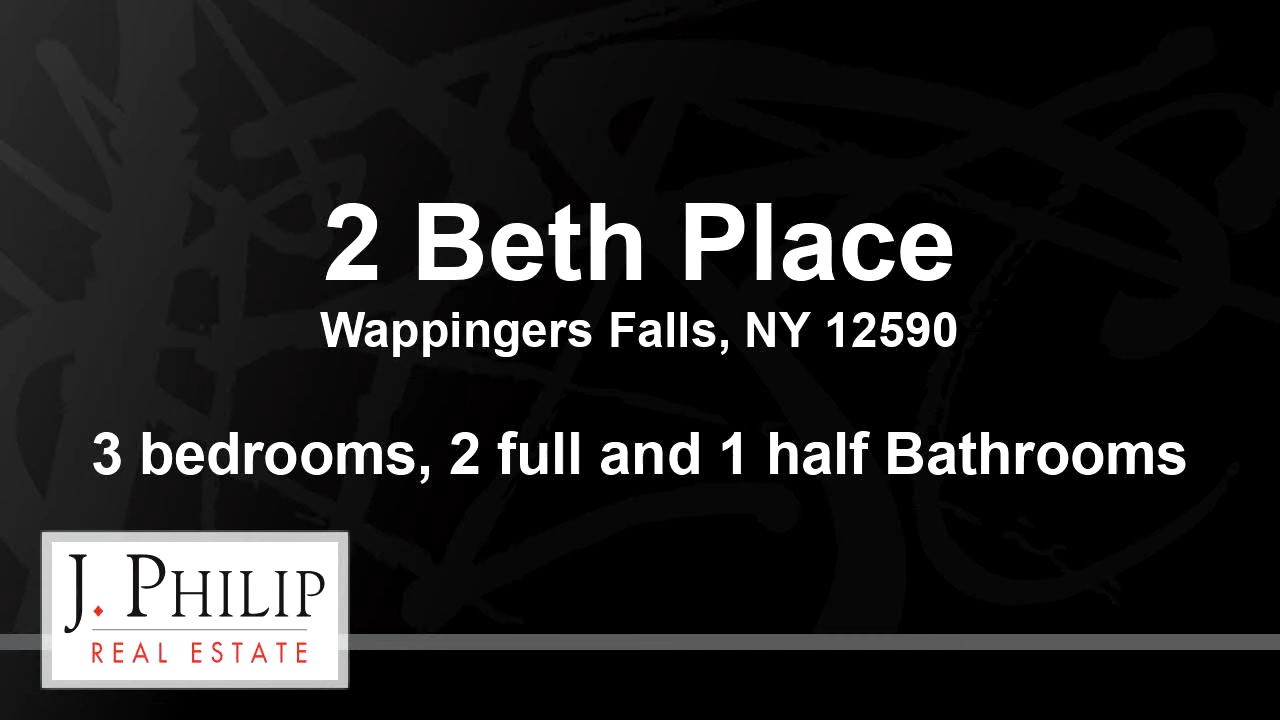 2 Beth Place
Wappingers Falls, NY 12590
3 bedrooms, 2 full and 1 half Bathrooms
J. PHILIP
REAL ESTATE